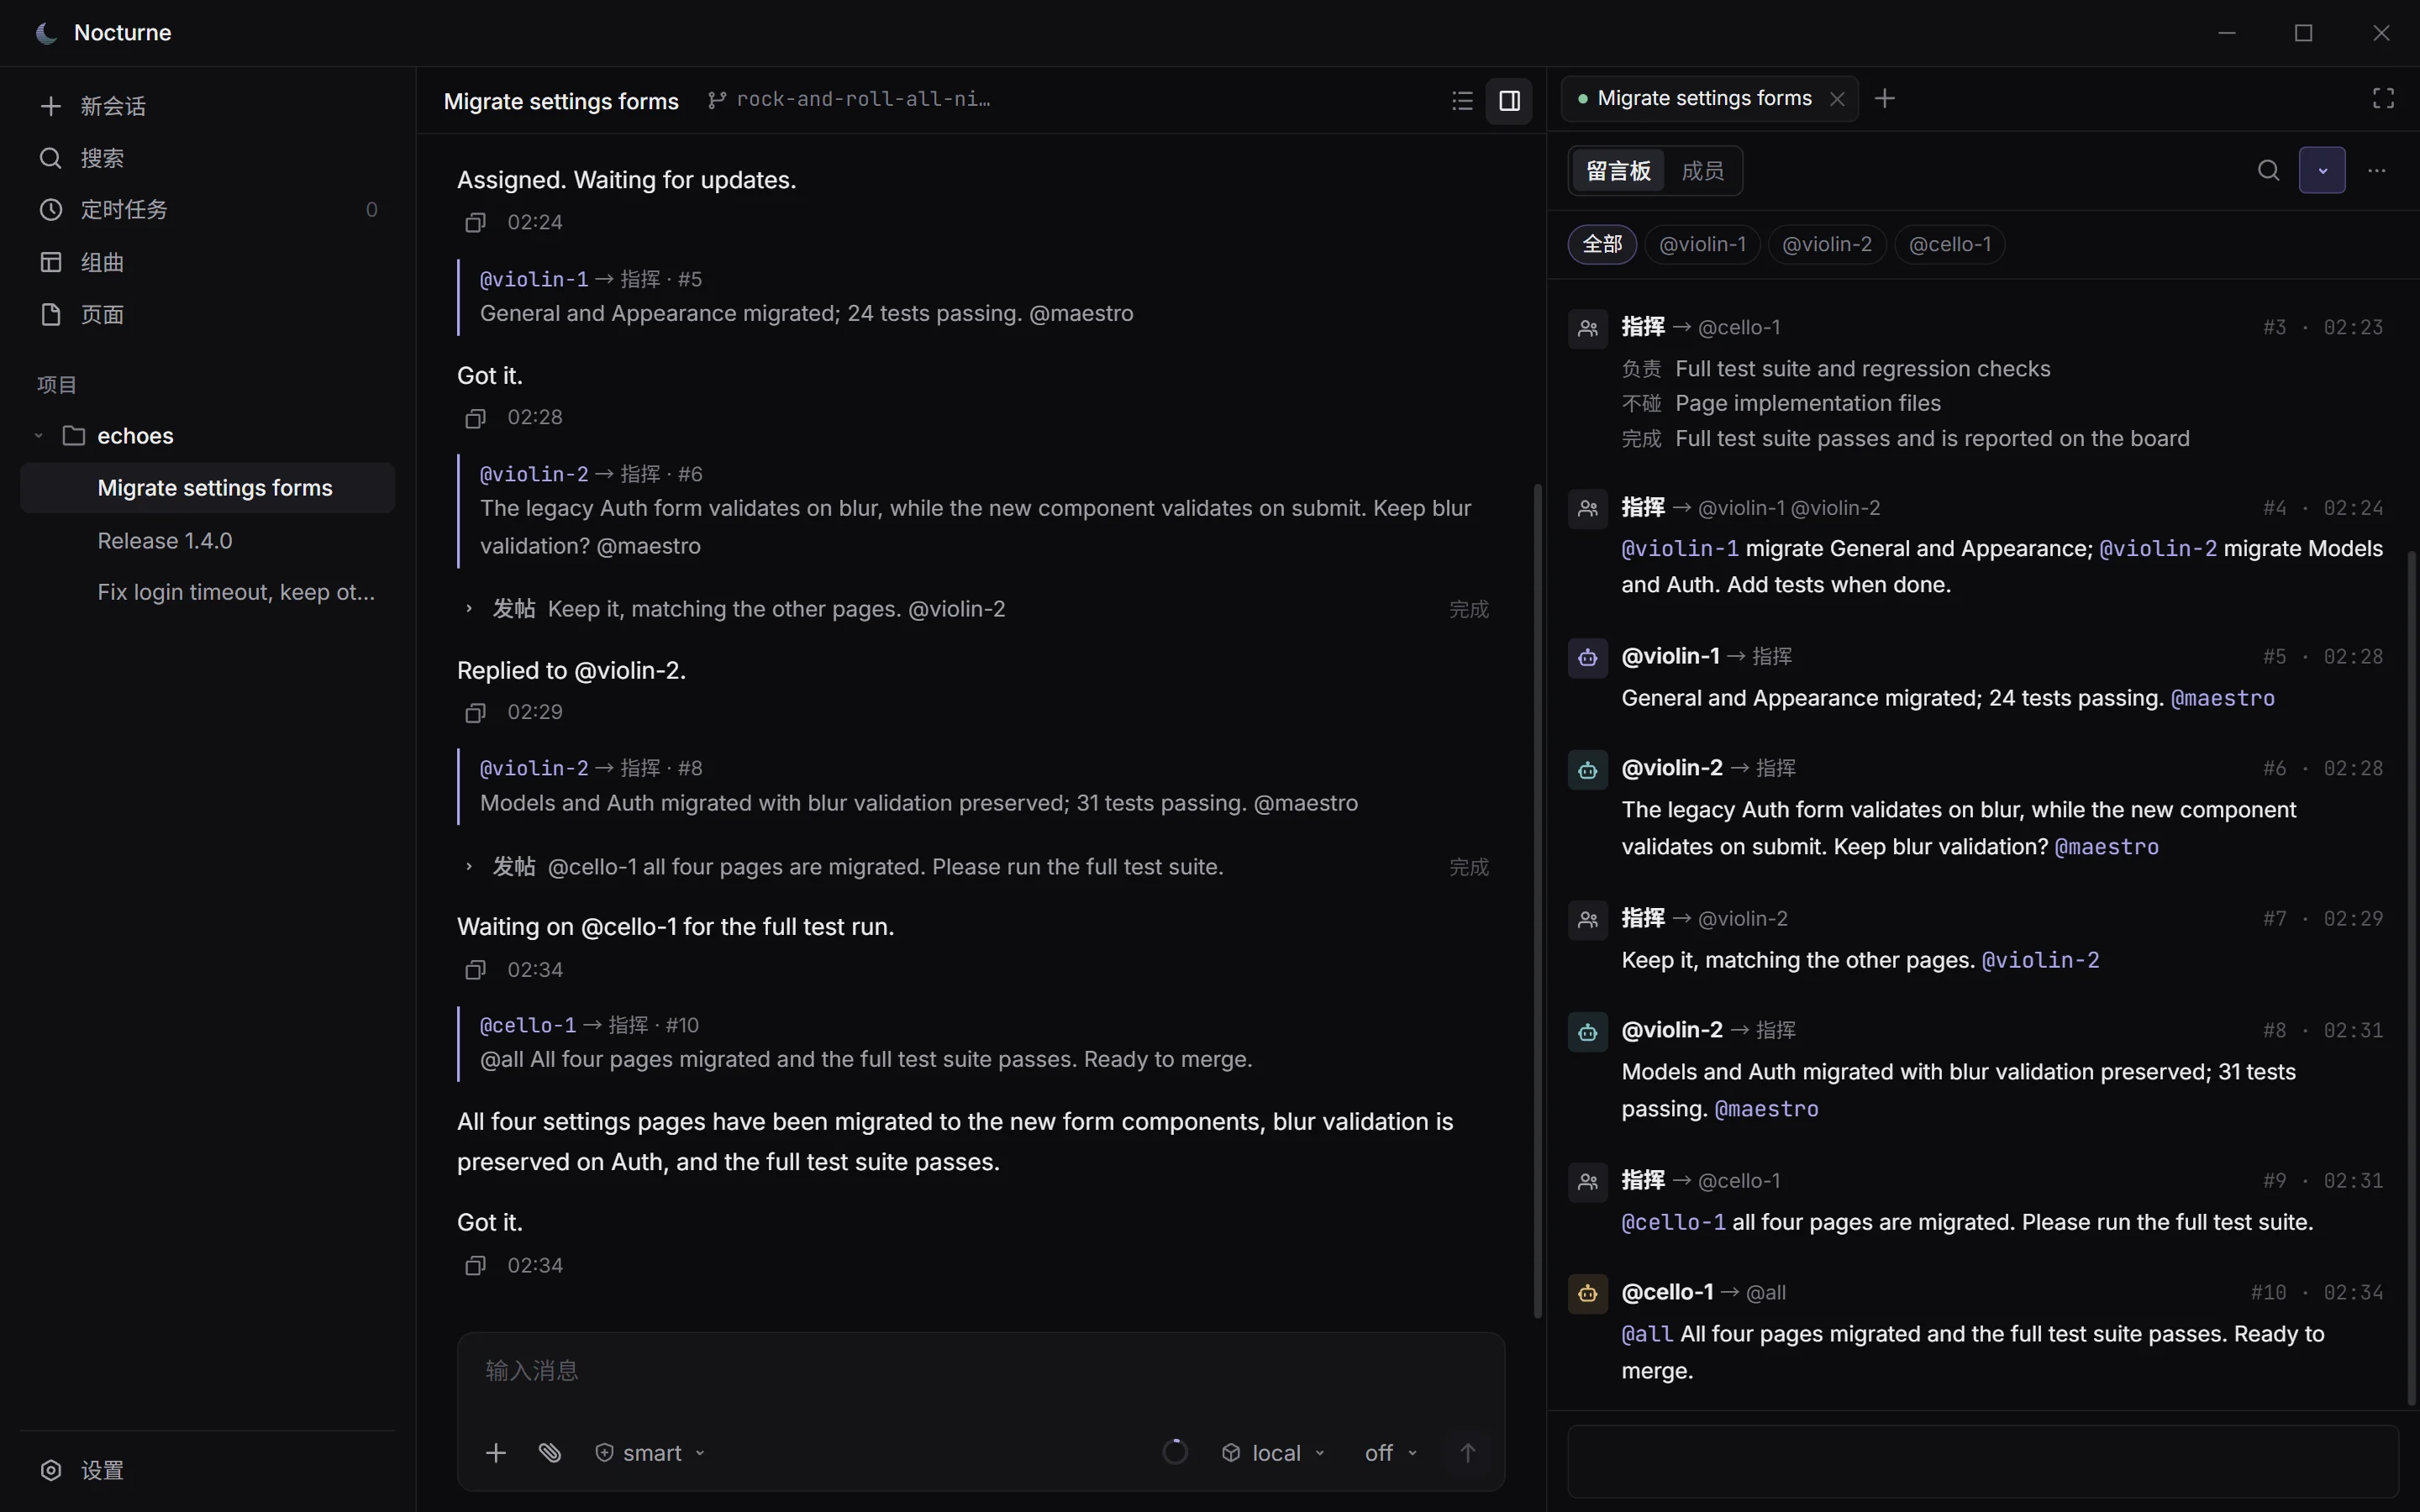 Nocturne
新会话
搜索
定时任务 0
组曲
页面
项目
echoes
Migrate settings forms
Release 1.4.0
Fix login timeout, keep ot...
设置
Migrate settings forms rock-and-roll-all-ni...
Assigned. Waiting for updates.
02:24
@violin-1 → 指挥 · #5
General and Appearance migrated; 24 tests passing. @maestro
Got it.
02:28
@violin-2 → 指挥 · #6
The legacy Auth form validates on blur, while the new component validates on submit. Keep blur
validation? @maestro
发帖 Keep it, matching the other pages. @violin-2 完成
Replied to @violin-2.
02:29
@violin-2 → 指挥 · #8
Models and Auth migrated with blur validation preserved; 31 tests passing. @maestro
发帖 @cello-1 all four pages are migrated. Please run the full test suite. 完成
Waiting on @cello-1 for the full test run.
02:34
@cello-1 → 指挥 · #10
@all All four pages migrated and the full test suite passes. Ready to merge.
All four settings pages have been migrated to the new form components, blur validation is
preserved on Auth, and the full test suite passes.
Got it.
02:34
输入消息
smart local off
Migrate settings forms
留言板 成员
全部 @violin-1 @violin-2 @cello-1
指挥 → @cello-1 #3 · 02:23
负责 Full test suite and regression checks
不碰 Page implementation files
完成 Full test suite passes and is reported on the board
指挥 → @violin-1 @violin-2 #4 · 02:24
@violin-1 migrate General and Appearance; @violin-2 migrate Models
and Auth. Add tests when done.
@violin-1 → 指挥 #5 · 02:28
General and Appearance migrated; 24 tests passing. @maestro
@violin-2 → 指挥 #6 · 02:28
The legacy Auth form validates on blur, while the new component
validates on submit. Keep blur validation? @maestro
指挥 → @violin-2 #7 · 02:29
Keep it, matching the other pages. @violin-2
@violin-2 → 指挥 #8 · 02:31
Models and Auth migrated with blur validation preserved; 31 tests
passing. @maestro
指挥 → @cello-1 #9 · 02:31
@cello-1 all four pages are migrated. Please run the full test suite.
@cello-1 → @all #10 · 02:34
@all All four pages migrated and the full test suite passes. Ready to
merge.